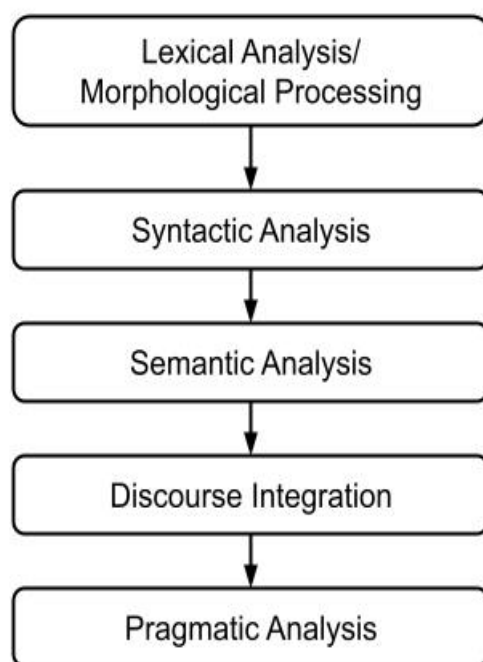 Lexical Analysis/
Morphological Processing
Syntactic Analysis
Semantic Analysis
Discourse Integration
Pragmatic Analysis